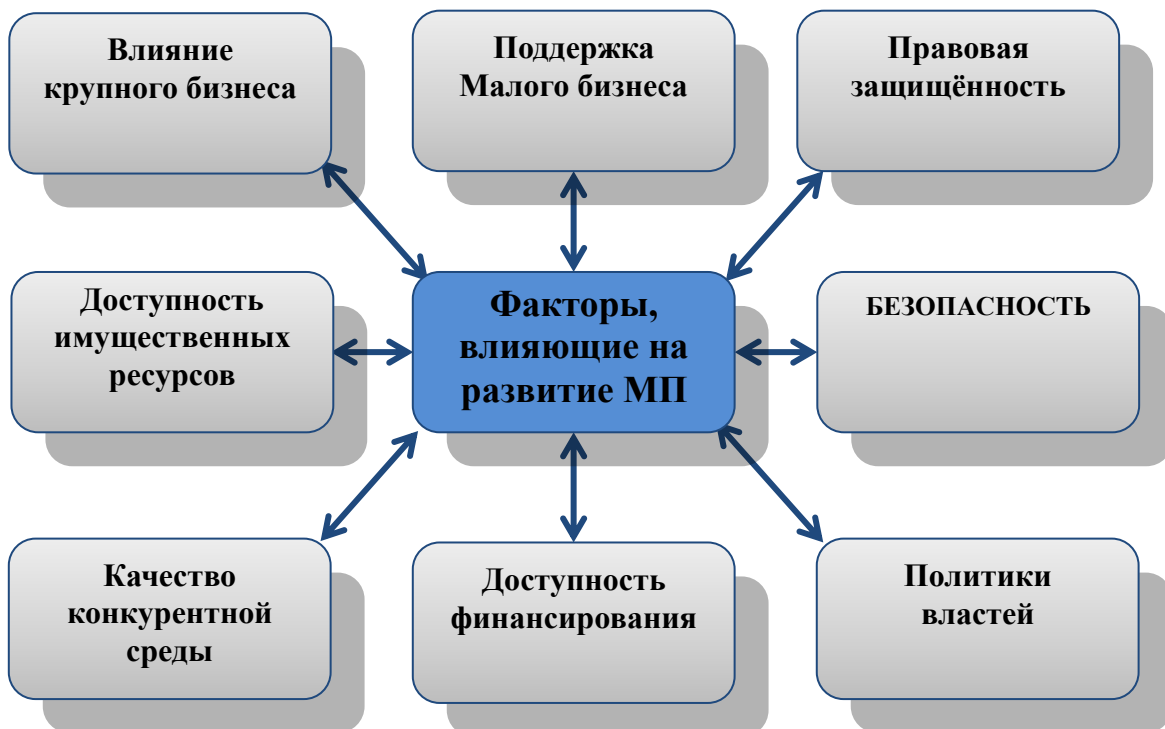 Влияние
крупного бизнеса
Поддержка
Малого бизнеса
Правовая
защищённость
Доступность
имущественных
ресурсов
Факторы,
влияющие на
развитие МП
БЕЗОПАСНОСТЬ
Качество
конкурентной
среды
Доступность
финансирования
Политики
властей